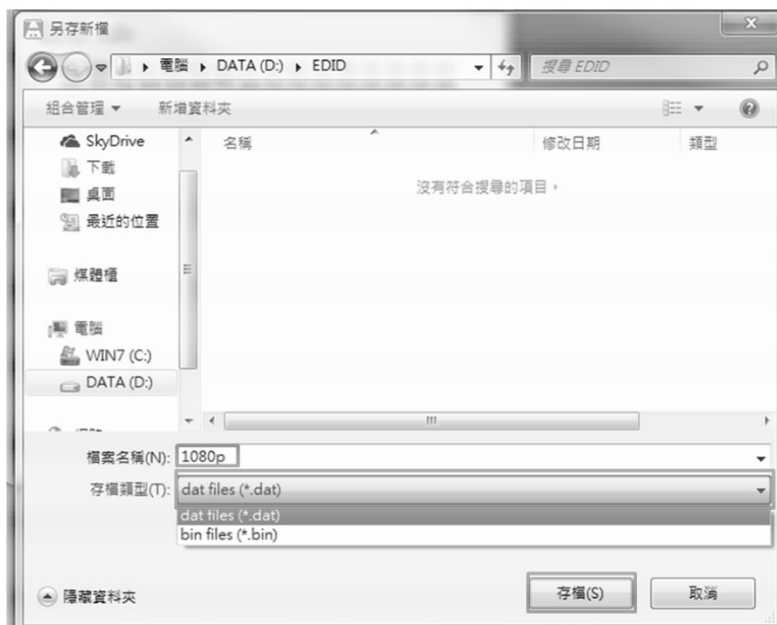 另存新檔
電腦 ▸ DATA (D:) ▸ EDID
搜尋 EDID
組合管理 ▼ 新增資料夾
名稱 修改日期 類型
沒有符合搜尋的項目。
SkyDrive
下載
桌面
最近的位置
媒體櫃
電腦
WIN7 (C:)
DATA (D:)
檔案名稱(N): 1080p
存檔類型(T): dat files (*.dat)
dat files (*.dat)
bin files (*.bin)
隱藏資料夾
存檔(S) 取消